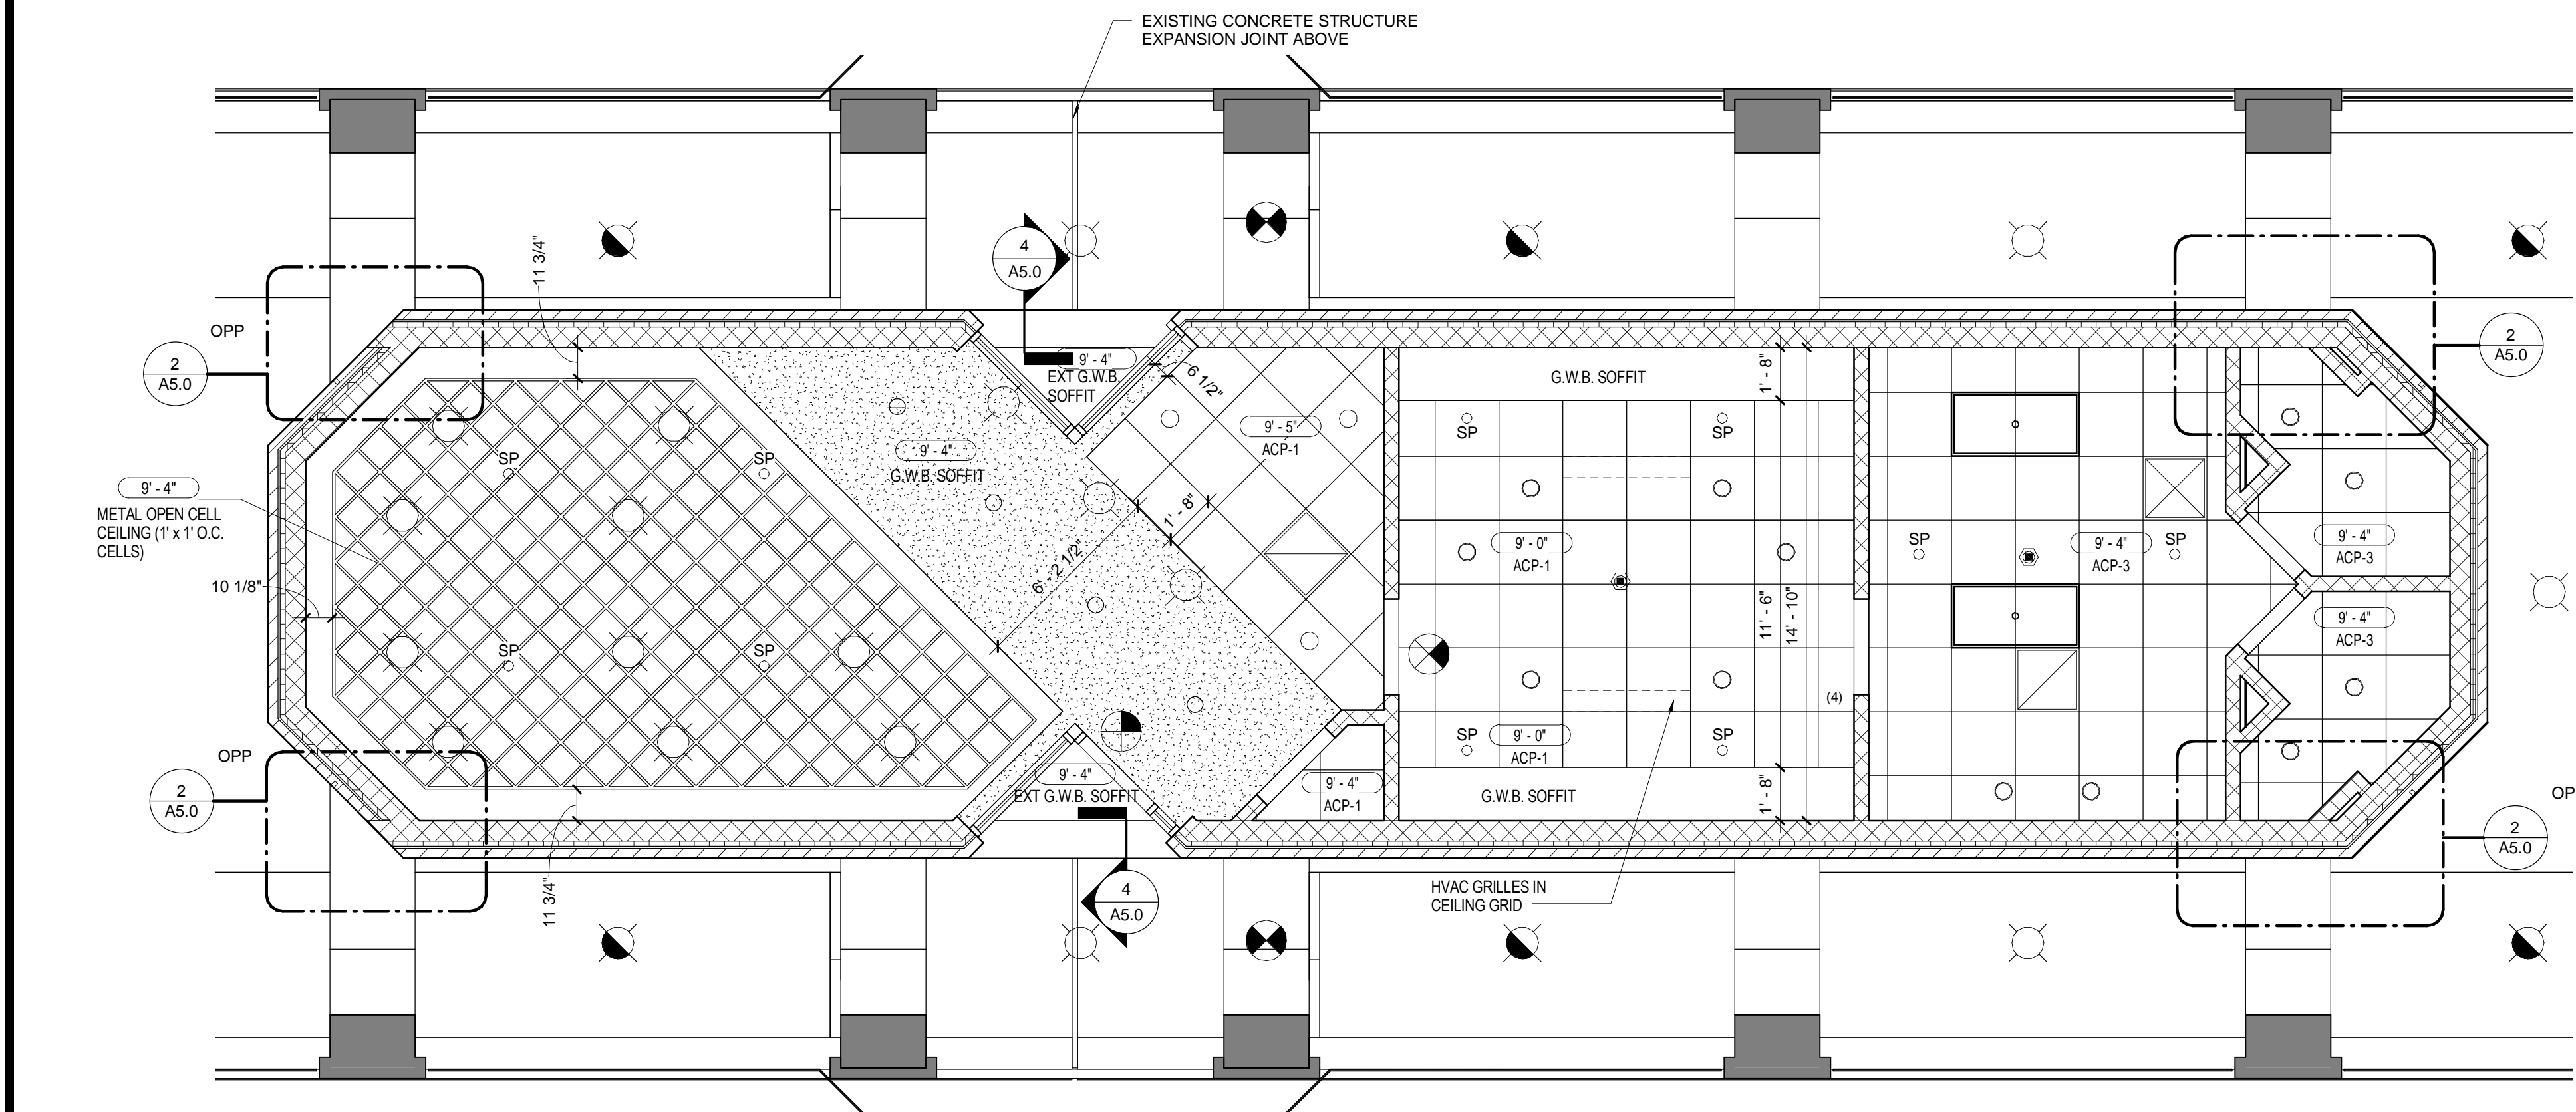 EXISTING CONCRETE STRUCTURE
EXPANSION JOINT ABOVE
11 3/4"
4
A5.0
OPP
2
A5.0
2
A5.0
9' - 4"
EXT G.W.B.
SOFFIT
6 1/2"
G.W.B. SOFFIT
1' - 8"
9' - 5"
ACP-1
SP
SP
9' - 4"
G.W.B. SOFFIT
SP
SP
9' - 4"
METAL OPEN CELL
CEILING (1' x 1' O.C.
CELLS)
1' - 8"
6' - 2 1/2"
9' - 0"
ACP-1
SP
9' - 4"
ACP-3
SP
9' - 4"
ACP-3
10 1/8"
11' - 6"
14' - 10"
9' - 4"
ACP-3
SP
SP
(4)
OPP
2
A5.0
SP
9' - 0"
ACP-1
SP
9' - 4"
EXT G.W.B. SOFFIT
9' - 4"
ACP-1
G.W.B. SOFFIT
1' - 8"
OP
2
A5.0
11 3/4"
4
A5.0
HVAC GRILLES IN
CEILING GRID